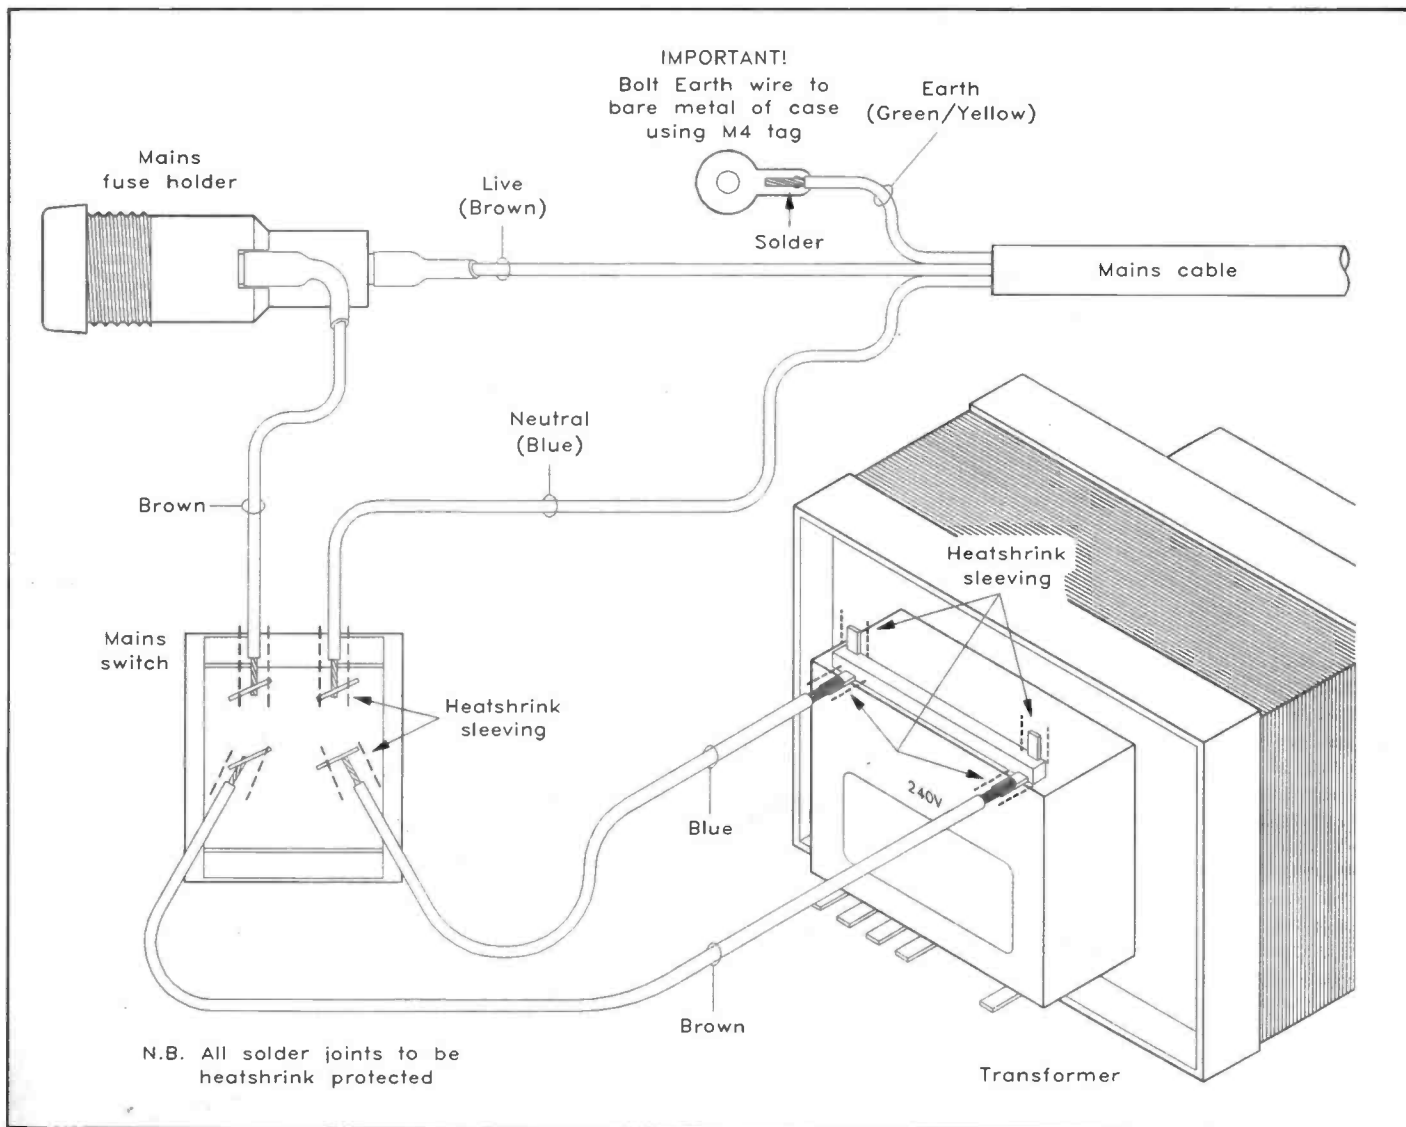 IMPORTANT!
Bolt Earth wire to
bare metal of case
using M4 tag
Earth
(Green/Yellow)
Mains
fuse holder
Live
(Brown)
Solder
Mains cable
Neutral
(Blue)
Brown
Heatshrink
sleeving
Mains
switch
Heatshrink
sleeving
240V
Blue
Brown
N.B. All solder joints to be
heatshrink protected
Transformer